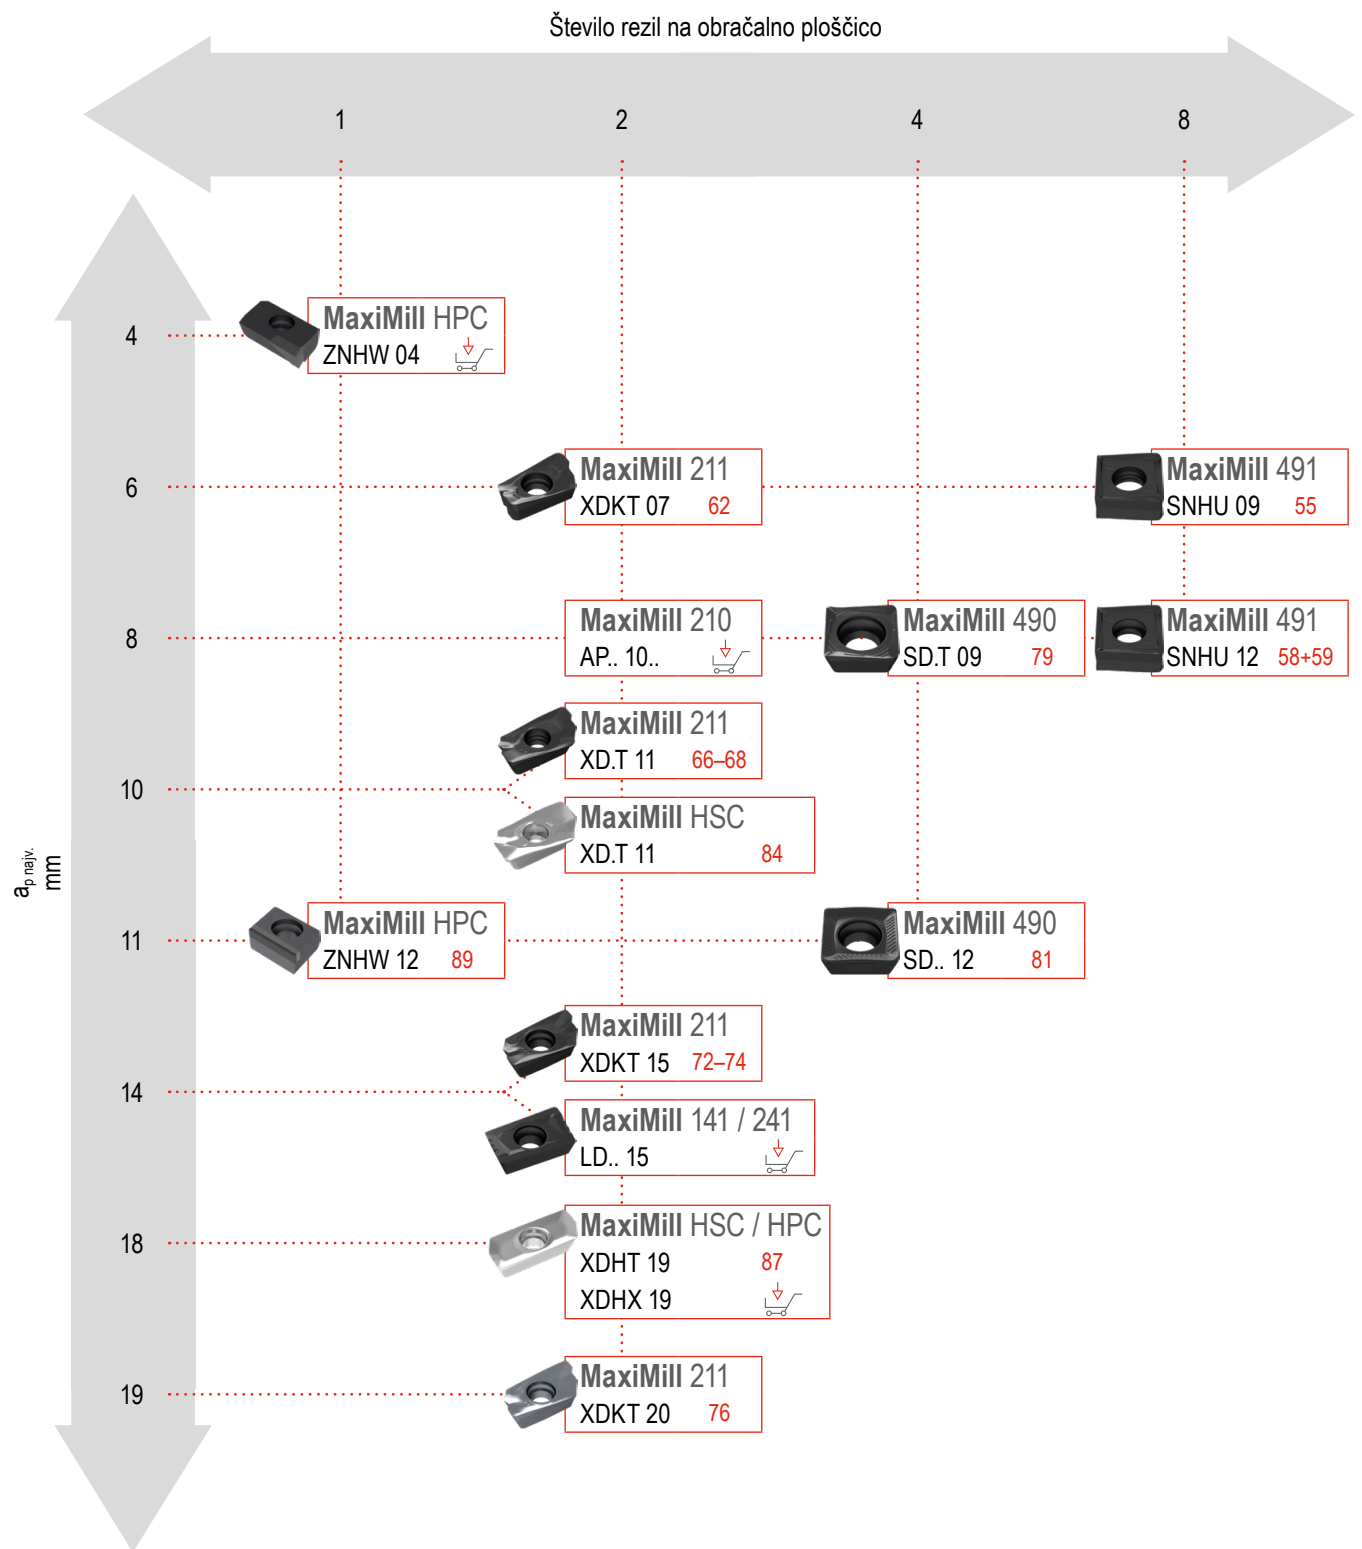 Število rezil na obračalno ploščico
1 2 4 8
4
MaxiMill HPC
ZNHW 04
6
MaxiMill 211
XDKT 07 62
MaxiMill 491
SNHU 09 55
8
MaxiMill 210
AP.. 10..
MaxiMill 490
SD.T 09 79
MaxiMill 491
SNHU 12 58+59
MaxiMill 211
XD.T 11 66–68
10
MaxiMill HSC
XD.T 11 84
ap najv.
mm
11
MaxiMill HPC
ZNHW 12 89
MaxiMill 490
SD.. 12 81
MaxiMill 211
XDKT 15 72–74
14
MaxiMill 141 / 241
LD.. 15
18
MaxiMill HSC / HPC
XDHT 19 87
XDHX 19
19
MaxiMill 211
XDKT 20 76